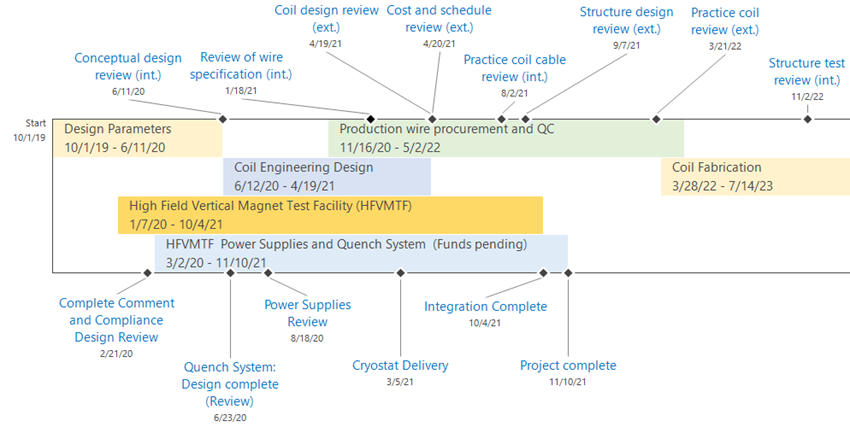 Coil design review
(ext.)
4/19/21
Cost and schedule
review (ext.)
4/20/21
Structure design
review (ext.)
9/7/21
Practice coil
review (ext.)
3/21/22
Conceptual design
review (int.)
6/11/20
Review of wire
specification (int.)
1/18/21
Practice coil cable
review (int.)
8/2/21
Structure test
review (int.)
11/2/22
Start
10/1/19
Design Parameters
10/1/19 - 6/11/20
Production wire procurement and QC
11/16/20 - 5/2/22
Coil Engineering Design
6/12/20 - 4/19/21
Coil Fabrication
3/28/22 - 7/14/23
High Field Vertical Magnet Test Facility (HFVMTF)
1/7/20 - 10/4/21
HFVMTF Power Supplies and Quench System (Funds pending)
3/2/20 - 11/10/21
Complete Comment
and Compliance
Design Review
2/21/20
Power Supplies
Review
8/18/20
Integration Complete
10/4/21
Quench System:
Design complete
(Review)
6/23/20
Cryostat Delivery
3/5/21
Project complete
11/10/21